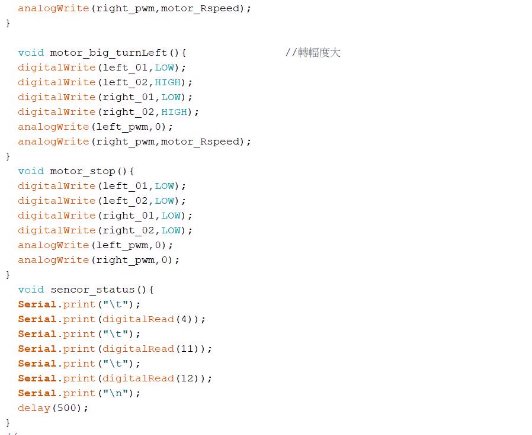 analogWrite(right_pwm,motor_Rspeed);
}
void motor_big_turnLeft(){ //轉幅度大
digitalWrite(left_01,LOW);
digitalWrite(left_02,HIGH);
digitalWrite(right_01,LOW);
digitalWrite(right_02,HIGH);
analogWrite(left_pwm,0);
analogWrite(right_pwm,motor_Rspeed);
}
void motor_stop(){
digitalWrite(left_01,LOW);
digitalWrite(left_02,LOW);
digitalWrite(right_01,LOW);
digitalWrite(right_02,LOW);
analogWrite(left_pwm,0);
analogWrite(right_pwm,0);
}
void sencor_status(){
Serial.print("\t");
Serial.print(digitalRead(4));
Serial.print("\t");
Serial.print(digitalRead(11));
Serial.print("\t");
Serial.print(digitalRead(12));
Serial.print("\n");
delay(500);
}